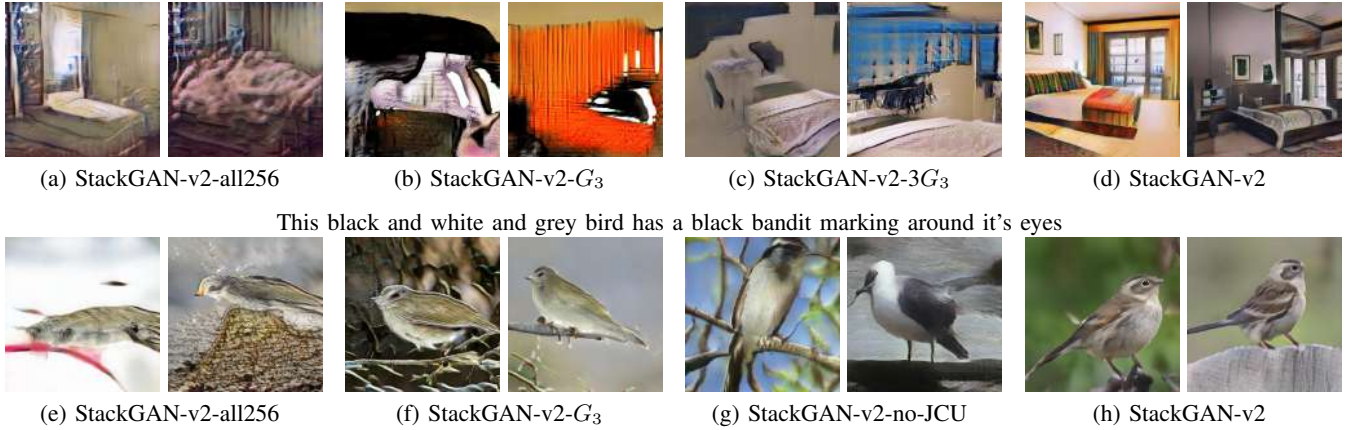 (a) StackGAN-v2-all256 (b) StackGAN-v2-G₃ (c) StackGAN-v2-3G₃ (d) StackGAN-v2
This black and white and grey bird has a black bandit marking around it's eyes
(e) StackGAN-v2-all256 (f) StackGAN-v2-G₃ (g) StackGAN-v2-no-JCU (h) StackGAN-v2